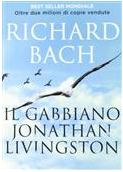 BEST SELLER MONDIALE
Oltre due milioni di copie vendute
RICHARD
BACH
IL GABBIANO
JONATHAN
LIVINGSTON